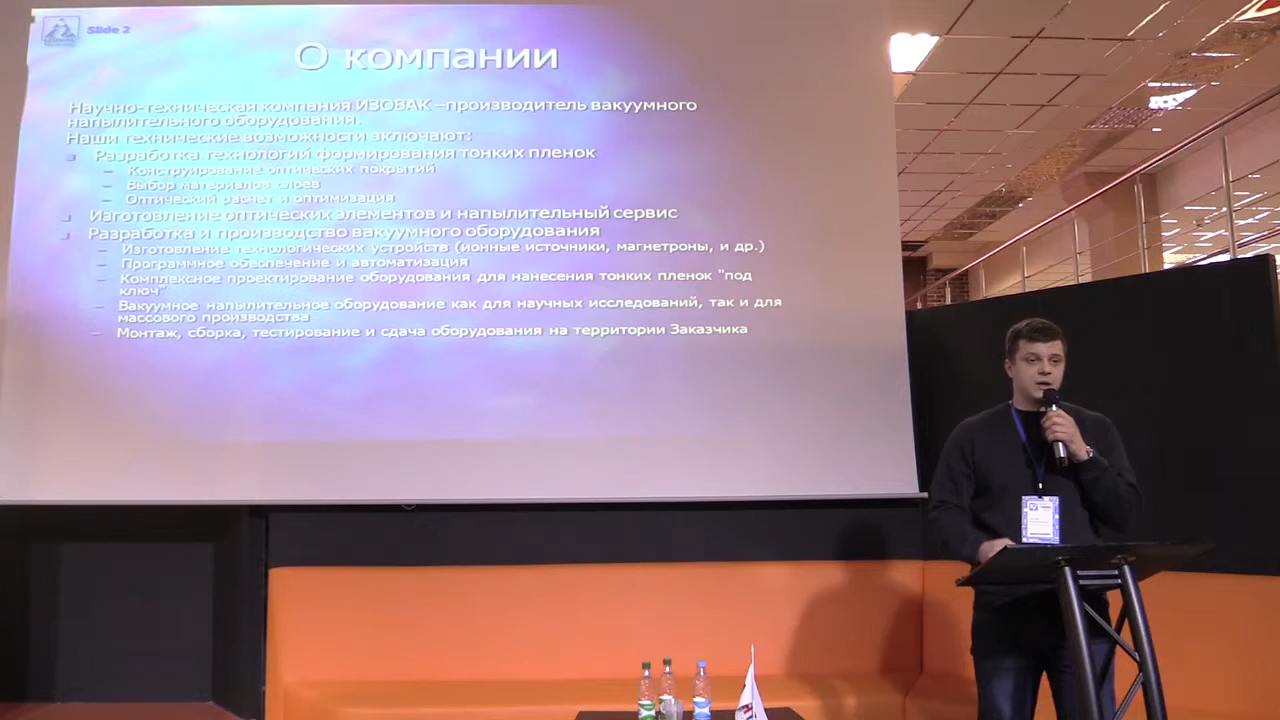 Slide 2
О компании
Научно-техническая компания ИЗОВАК –производитель вакуумного
напылительного оборудования.
Наши технические возможности включают:
Разработка технологий формирования тонких пленок
– Конструирование оптических покрытий
– Выбор материалов слоев
– Оптический расчет и оптимизация
Изготовление оптических элементов и напылительный сервис
Разработка и производство вакуумного оборудования
– Изготовление технологических устройств (ионные источники, магнетроны, и др.)
– Программное обеспечение и автоматизация
– Комплексное проектирование оборудования для нанесения тонких пленок "под
ключ"
– Вакуумное напылительное оборудование как для научных исследований, так и для
массового производства
– Монтаж, сборка, тестирование и сдача оборудования на территории Заказчика